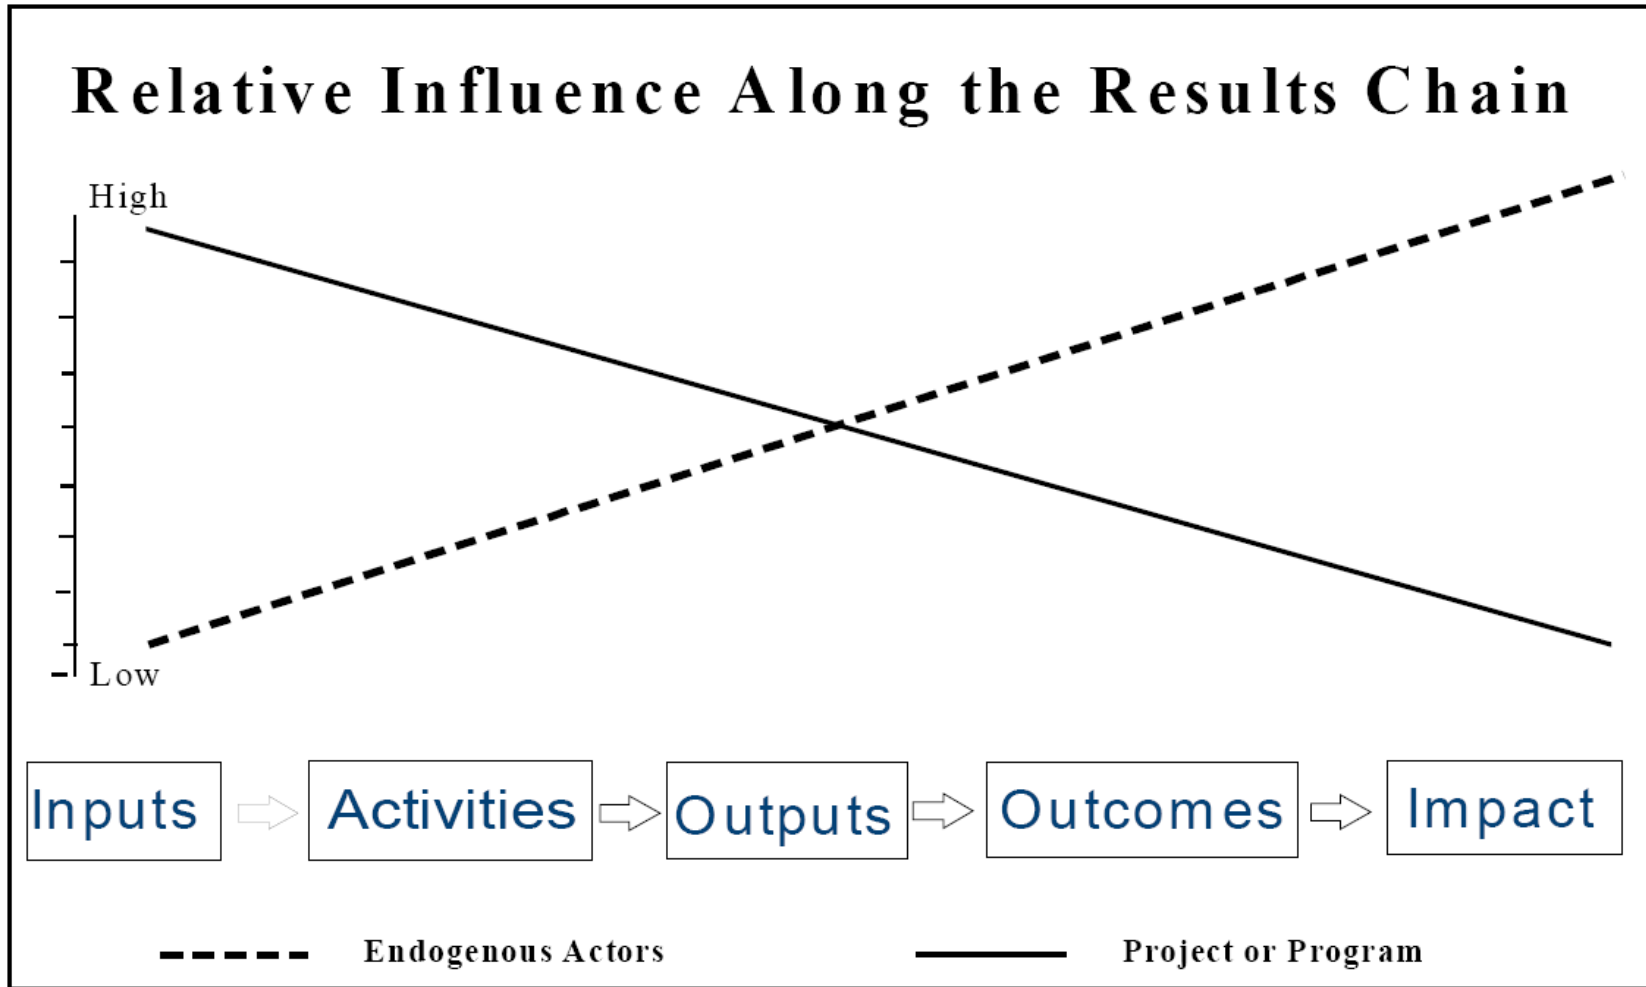 Relative Influence Along the Results Chain
High
Low
Inputs
Activities
Outputs
Outcomes
Impact
Endogenous Actors
Project or Program